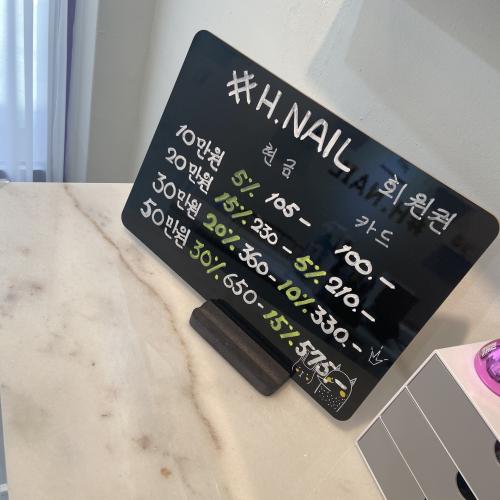 #H.NAIL 회원권
현금 카드
10만원 5% 105- 100.-
20만원 15% 230- 5% 210.-
30만원 20% 360- 10% 330.-
50만원 30% 650- 15% 575-